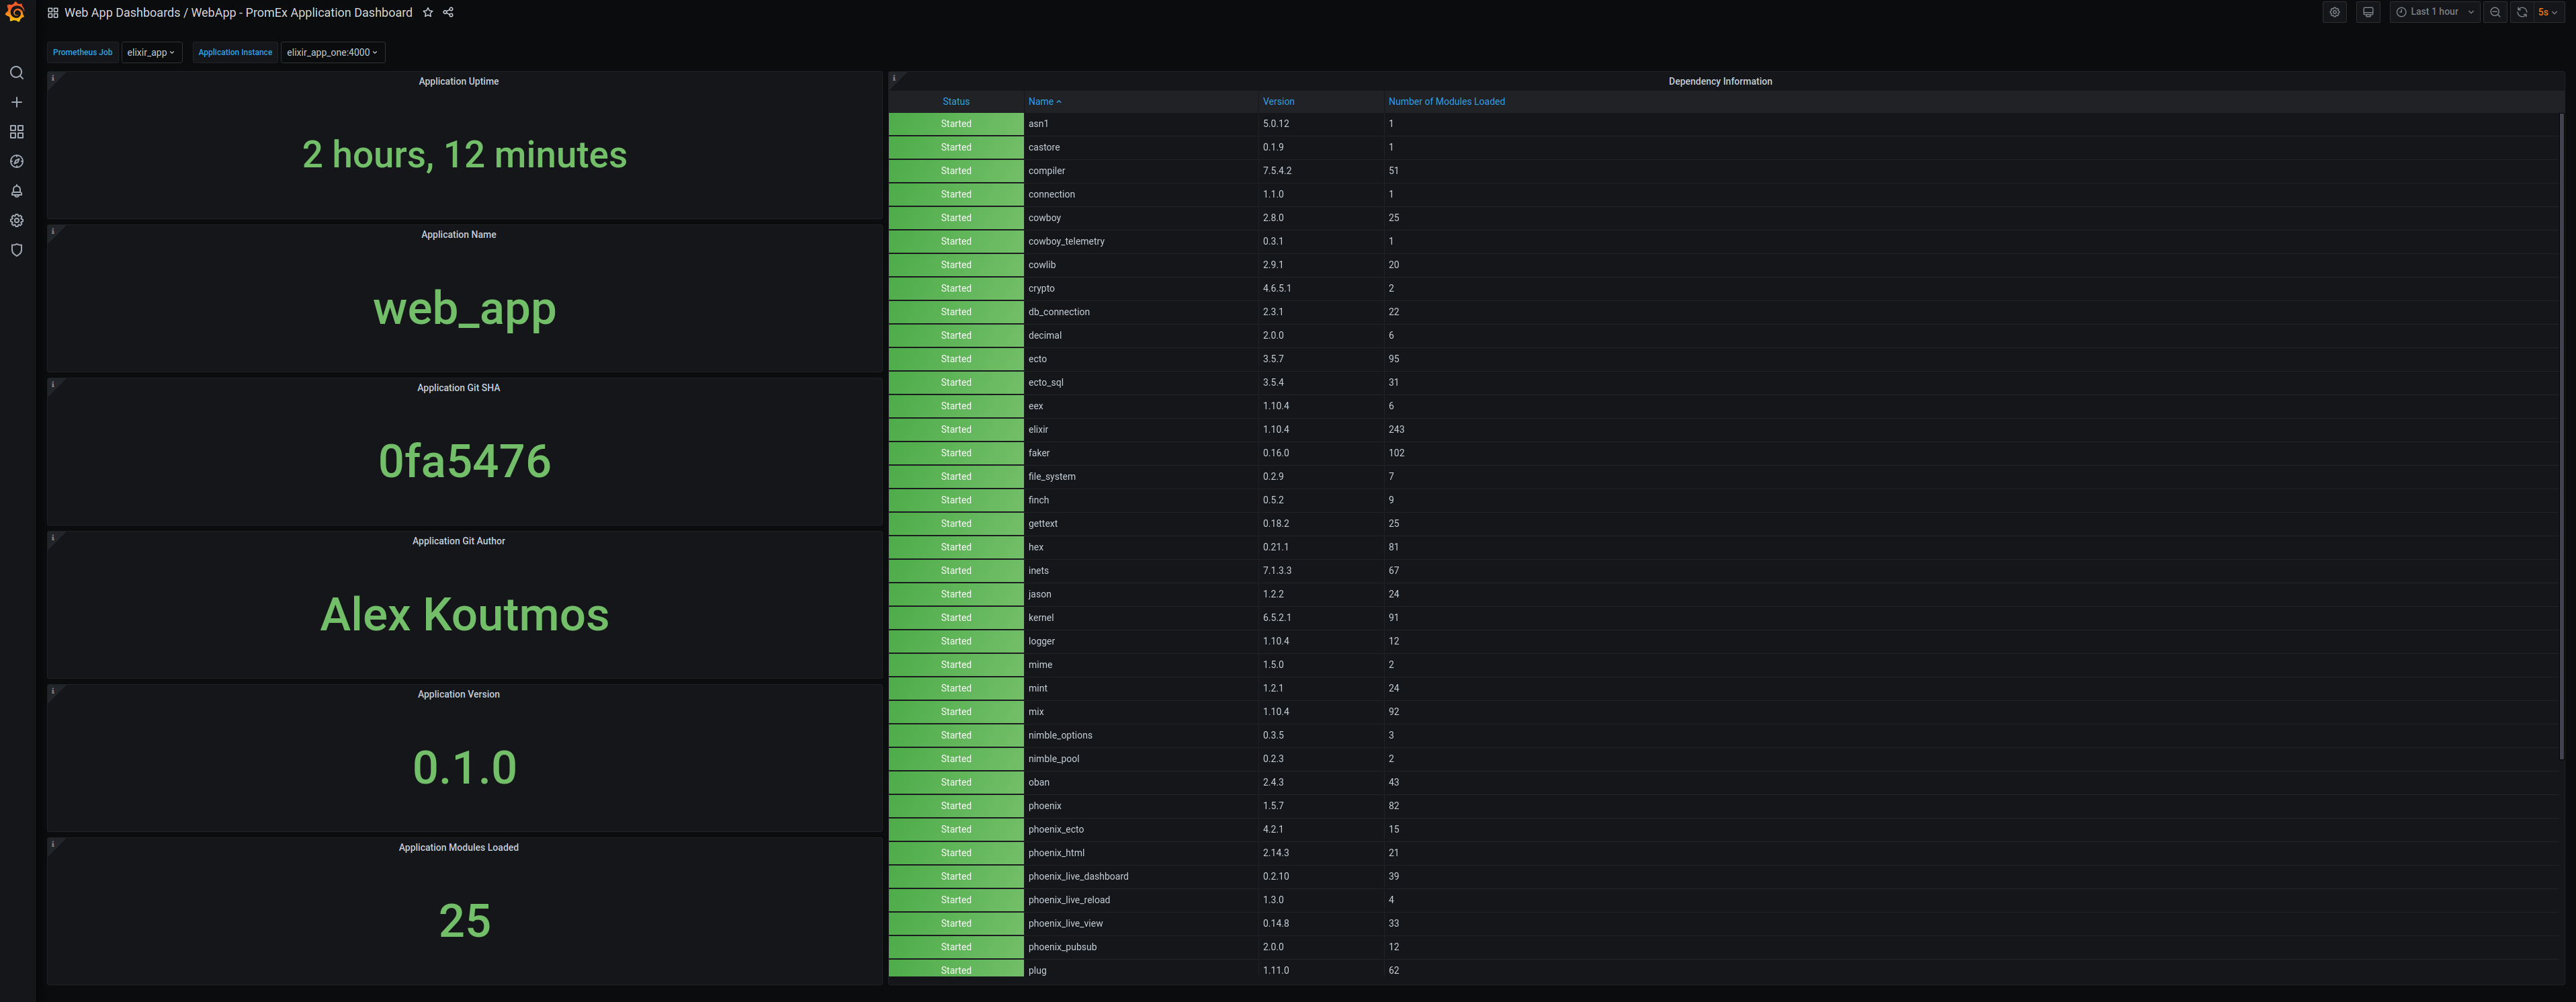 Web App Dashboards / WebApp - PromEx Application Dashboard
Last 1 hour
5s
Prometheus Job elixir_app Application Instance elixir_app_one:4000
Application Uptime
2 hours, 12 minutes
Application Name
web_app
Application Git SHA
0fa5476
Application Git Author
Alex Koutmos
Application Version
0.1.0
Application Modules Loaded
25
Dependency Information
Status Name Version Number of Modules Loaded
Started asn1 5.0.12 1
Started castore 0.1.9 1
Started compiler 7.5.4.2 51
Started connection 1.1.0 1
Started cowboy 2.8.0 25
Started cowboy_telemetry 0.3.1 1
Started cowlib 2.9.1 20
Started crypto 4.6.5.1 2
Started db_connection 2.3.1 22
Started decimal 2.0.0 6
Started ecto 3.5.7 95
Started ecto_sql 3.5.4 31
Started eex 1.10.4 6
Started elixir 1.10.4 243
Started faker 0.16.0 102
Started file_system 0.2.9 7
Started finch 0.5.2 9
Started gettext 0.18.2 25
Started hex 0.21.1 81
Started inets 7.1.3.3 67
Started jason 1.2.2 24
Started kernel 6.5.2.1 91
Started logger 1.10.4 12
Started mime 1.5.0 2
Started mint 1.2.1 24
Started mix 1.10.4 92
Started nimble_options 0.3.5 3
Started nimble_pool 0.2.3 2
Started oban 2.4.3 43
Started phoenix 1.5.7 82
Started phoenix_ecto 4.2.1 15
Started phoenix_html 2.14.3 21
Started phoenix_live_dashboard 0.2.10 39
Started phoenix_live_reload 1.3.0 4
Started phoenix_live_view 0.14.8 33
Started phoenix_pubsub 2.0.0 12
Started plug 1.11.0 62